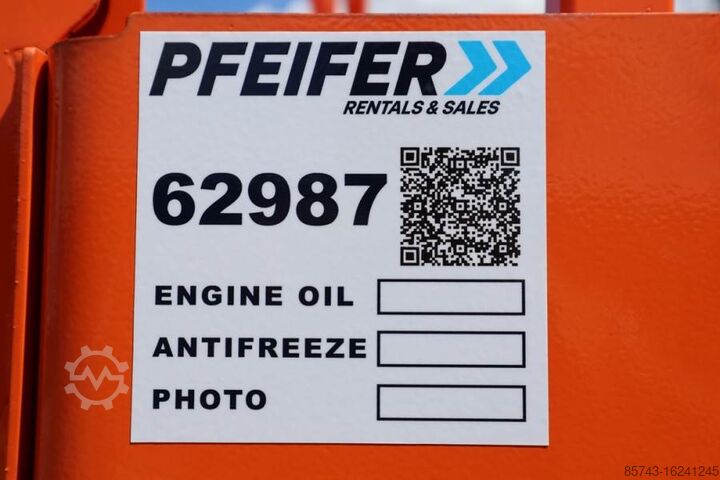 PFEIFER
RENTALS & SALES
62987
ENGINE OIL
ANTIFREEZE
PHOTO
85743-16241245